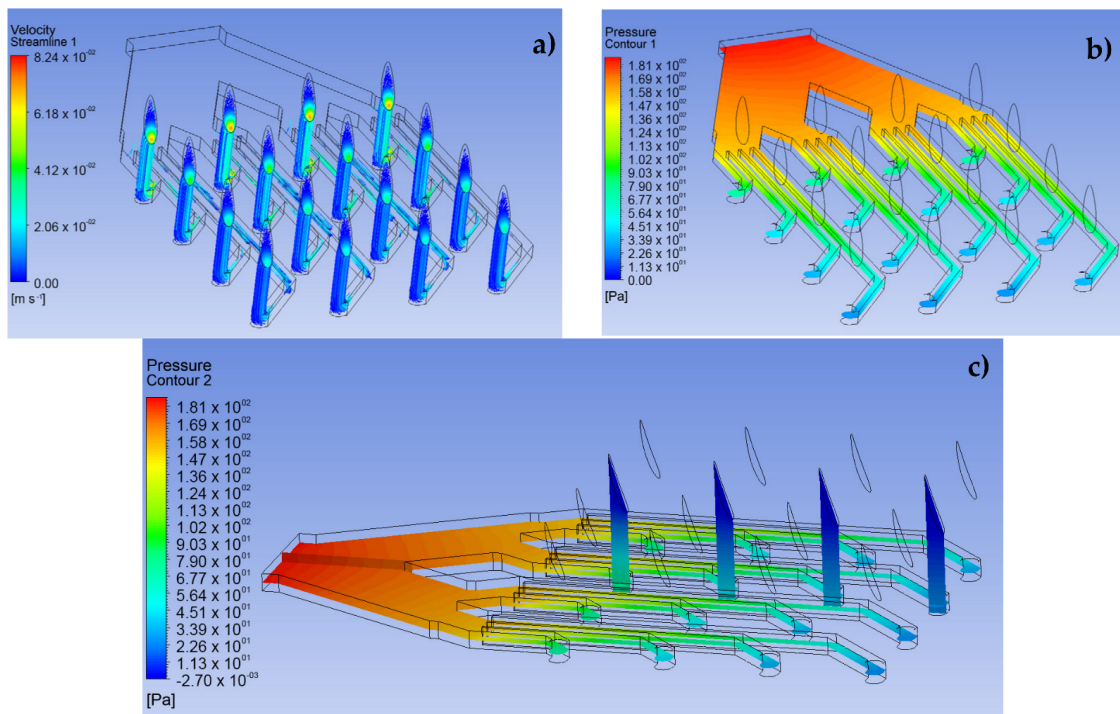 Velocity
Streamline 1
8.24 x 10⁻⁰²
6.18 x 10⁻⁰²
4.12 x 10⁻⁰²
2.06 x 10⁻⁰²
0.00
[m s⁻¹]
a)
Pressure
Contour 1
1.81 x 10⁰²
1.69 x 10⁰²
1.58 x 10⁰²
1.47 x 10⁰²
1.36 x 10⁰²
1.24 x 10⁰²
1.13 x 10⁰²
1.02 x 10⁰²
9.03 x 10⁰¹
7.90 x 10⁰¹
6.77 x 10⁰¹
5.64 x 10⁰¹
4.51 x 10⁰¹
3.39 x 10⁰¹
2.26 x 10⁰¹
1.13 x 10⁰¹
0.00
[Pa]
b)
Pressure
Contour 2
1.81 x 10⁰²
1.69 x 10⁰²
1.58 x 10⁰²
1.47 x 10⁰²
1.36 x 10⁰²
1.24 x 10⁰²
1.13 x 10⁰²
1.02 x 10⁰²
9.03 x 10⁰¹
7.90 x 10⁰¹
6.77 x 10⁰¹
5.64 x 10⁰¹
4.51 x 10⁰¹
3.39 x 10⁰¹
2.26 x 10⁰¹
1.13 x 10⁰¹
-2.70 x 10⁻⁰³
[Pa]
c)